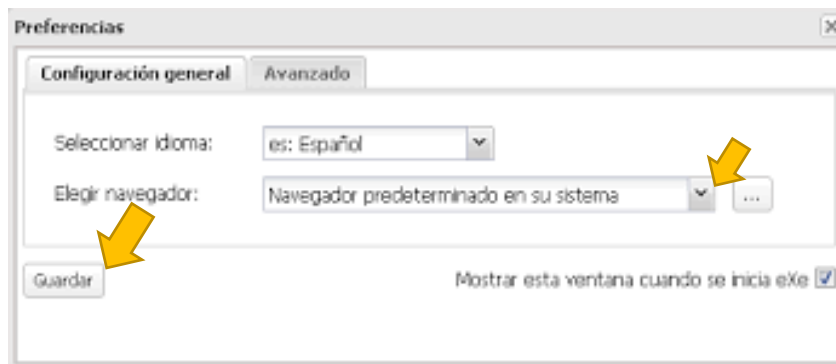 Preferencias
Configuración general Avanzado
Seleccionar idioma: es: Español
Elegir navegador: Navegador predeterminado en su sistema ...
Guardar Mostrar esta ventana cuando se inicia eXe